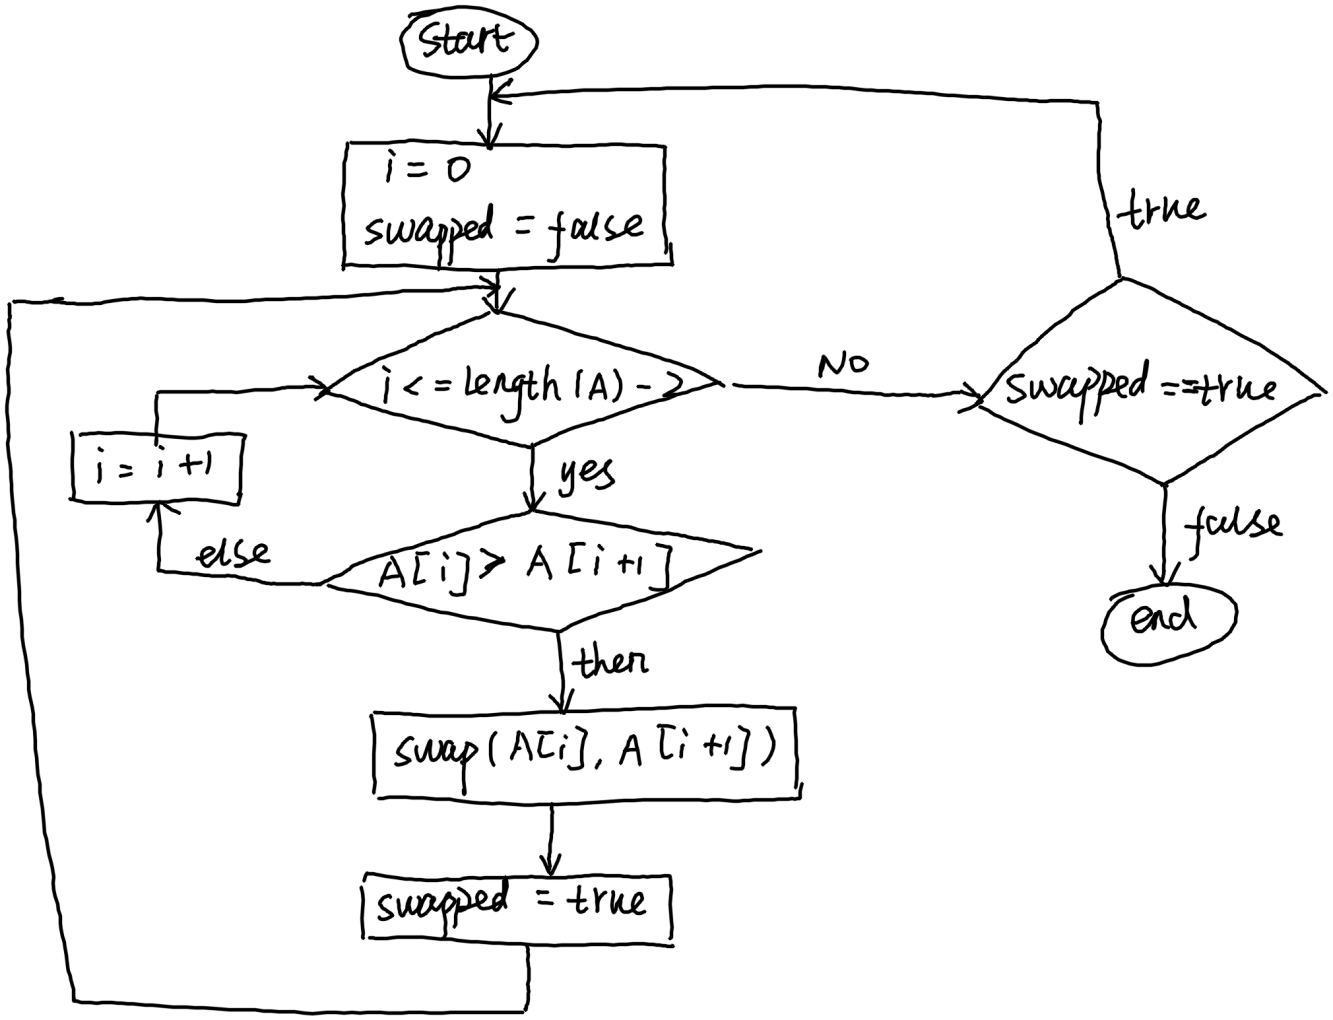 start
i = 0
swapped = false
true
i <= length (A) - 2
NO
swapped ==true
i = i +1
yes
else
A[i]> A [i +1]
false
end
then
swap(A[i], A [i +1])
swapped = true